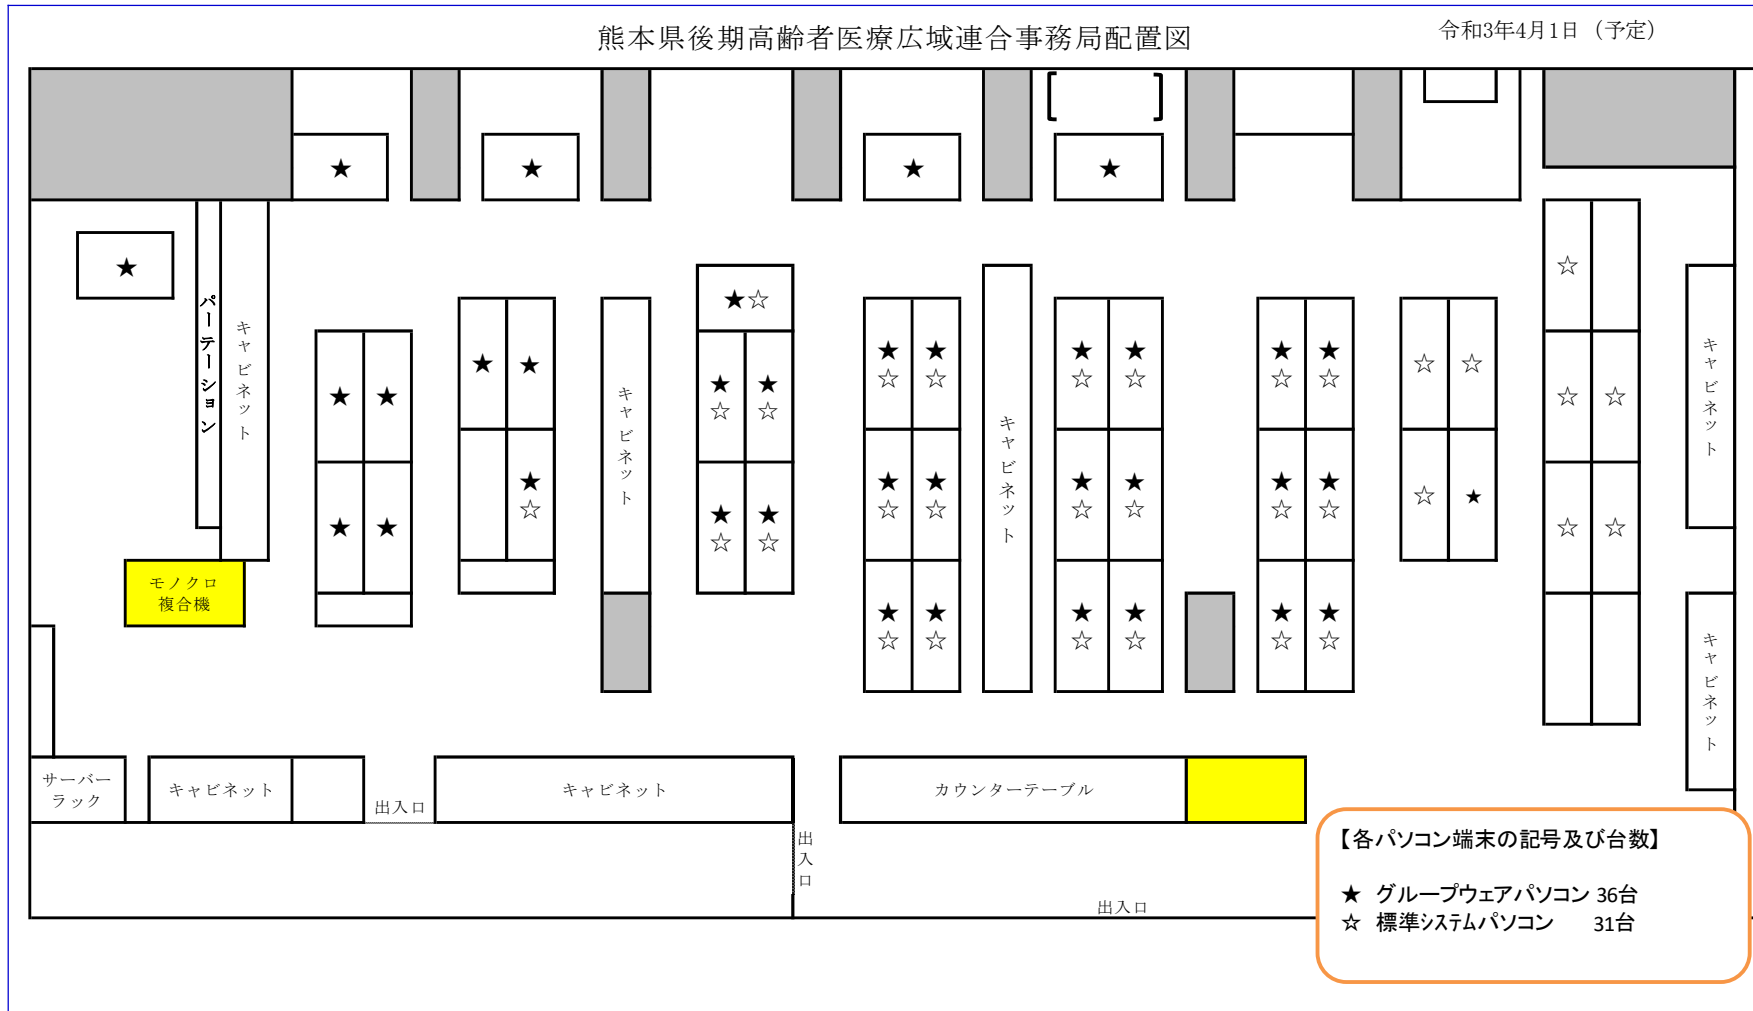 熊本県後期高齢者医療広域連合事務局配置図
令和3年4月1日（予定）
★
★
★
★
★
パーテーション
キャビネット
★ ★
★ ★
★ ★
★
☆
キャビネット
★☆
★ ★
☆ ☆
★ ★
☆ ☆
★ ★
☆ ☆
★ ★
☆ ☆
★ ★
☆ ☆
キャビネット
★ ★
☆ ☆
★ ★
☆ ☆
★ ★
☆ ☆
★ ★
☆ ☆
★ ★
☆ ☆
★ ★
☆ ☆
☆ ☆
☆ ★
☆
☆ ☆
☆ ☆
キャビネット
キャビネット
モノクロ
複合機
サーバー
ラック
キャビネット
出入口
キャビネット
出入口
カウンターテーブル
出入口
【各パソコン端末の記号及び台数】
★ グループウェアパソコン 36台
☆ 標準システムパソコン 31台